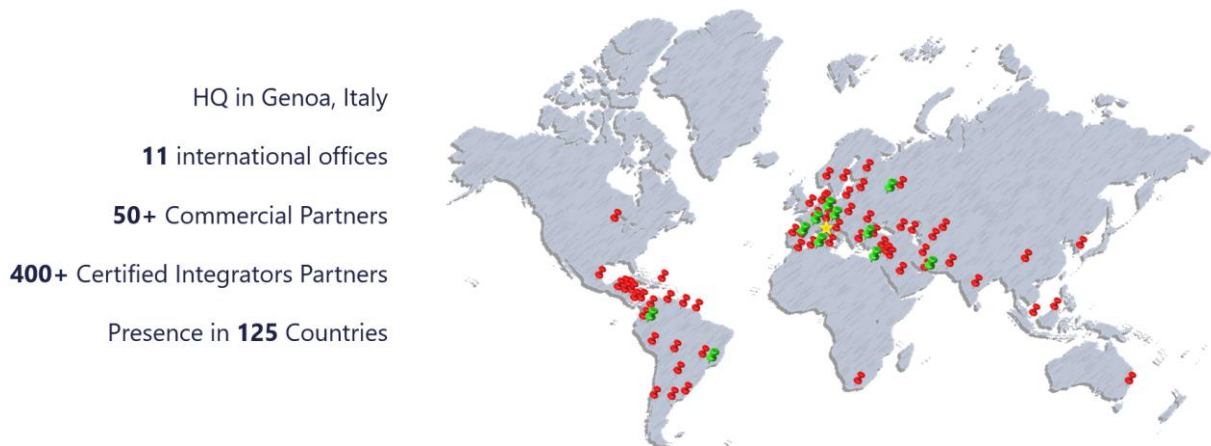 HQ in Genoa, Italy
11 international offices
50+ Commercial Partners
400+ Certified Integrators Partners
Presence in 125 Countries